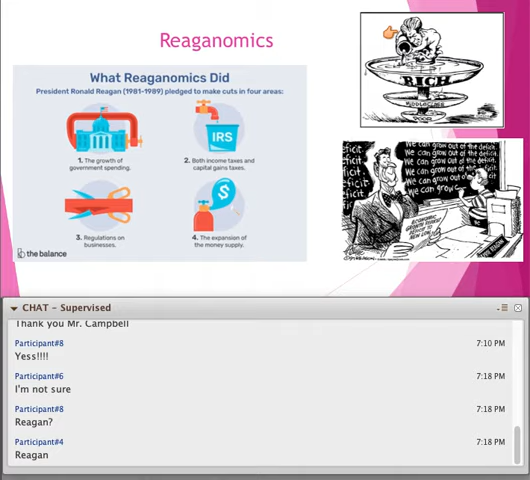 Reaganomics
What Reaganomics Did
President Ronald Reagan (1981-1989) pledged to make cuts in four areas:
1. The growth of
government spending.
IRS
2. Both income taxes and
capital gains taxes.
3. Regulations on
businesses.
$
4. The expansion of
the money supply.
the balance
RICH
MIDDLE CLASS
POOR
We can grow out of the deficit.
We can grow out of the deficit.
We can grow out of the deficit.
We can grow out of the deficit.
We can grow
CHAT - Supervised
Thank you Mr. Campbell
Participant#8 7:10 PM
Yess!!!!
Participant#6 7:18 PM
I'm not sure
Participant#8 7:18 PM
Reagan?
Participant#4 7:18 PM
Reagan